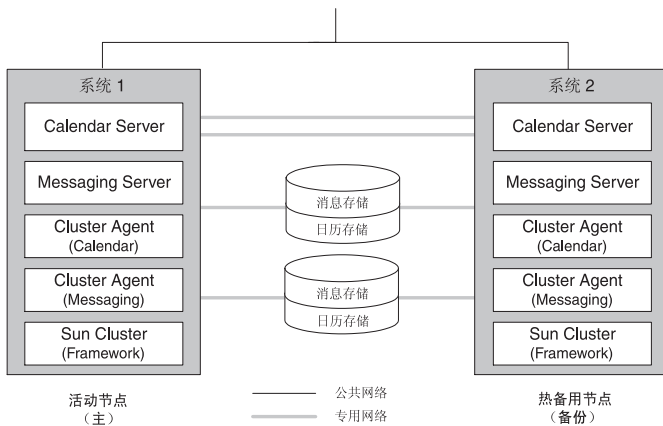 系统 1
Calendar Server
Messaging Server
Cluster Agent
(Calendar)
Cluster Agent
(Messaging)
Sun Cluster
(Framework)
活动节点
（主）
消息存储
日历存储
消息存储
日历存储
公共网络
专用网络
系统 2
Calendar Server
Messaging Server
Cluster Agent
(Calendar)
Cluster Agent
(Messaging)
Sun Cluster
(Framework)
热备用节点
（备份）